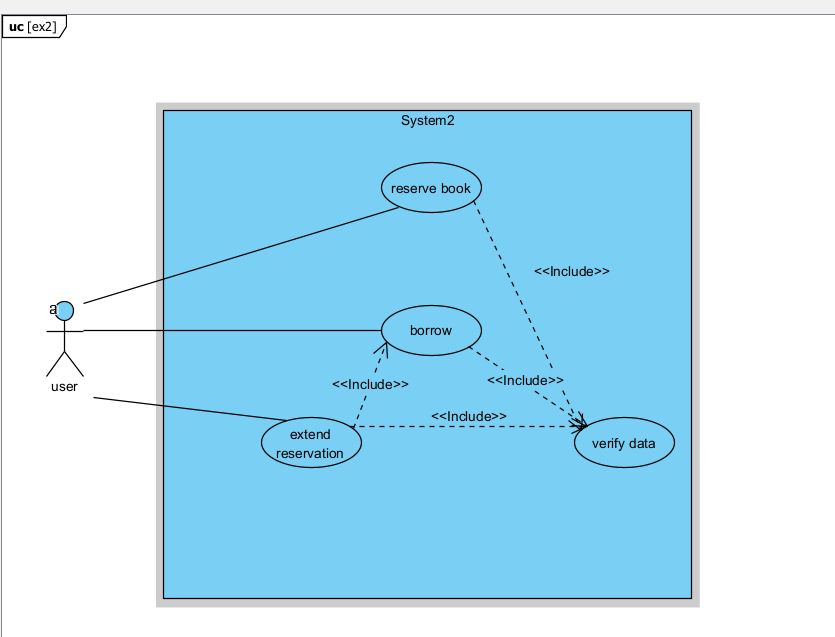 uc [ex2]
System2
reserve book
<<Include>>
a
borrow
user
<<Include>>
<<Include>>
<<Include>>
extend
reservation
verify data